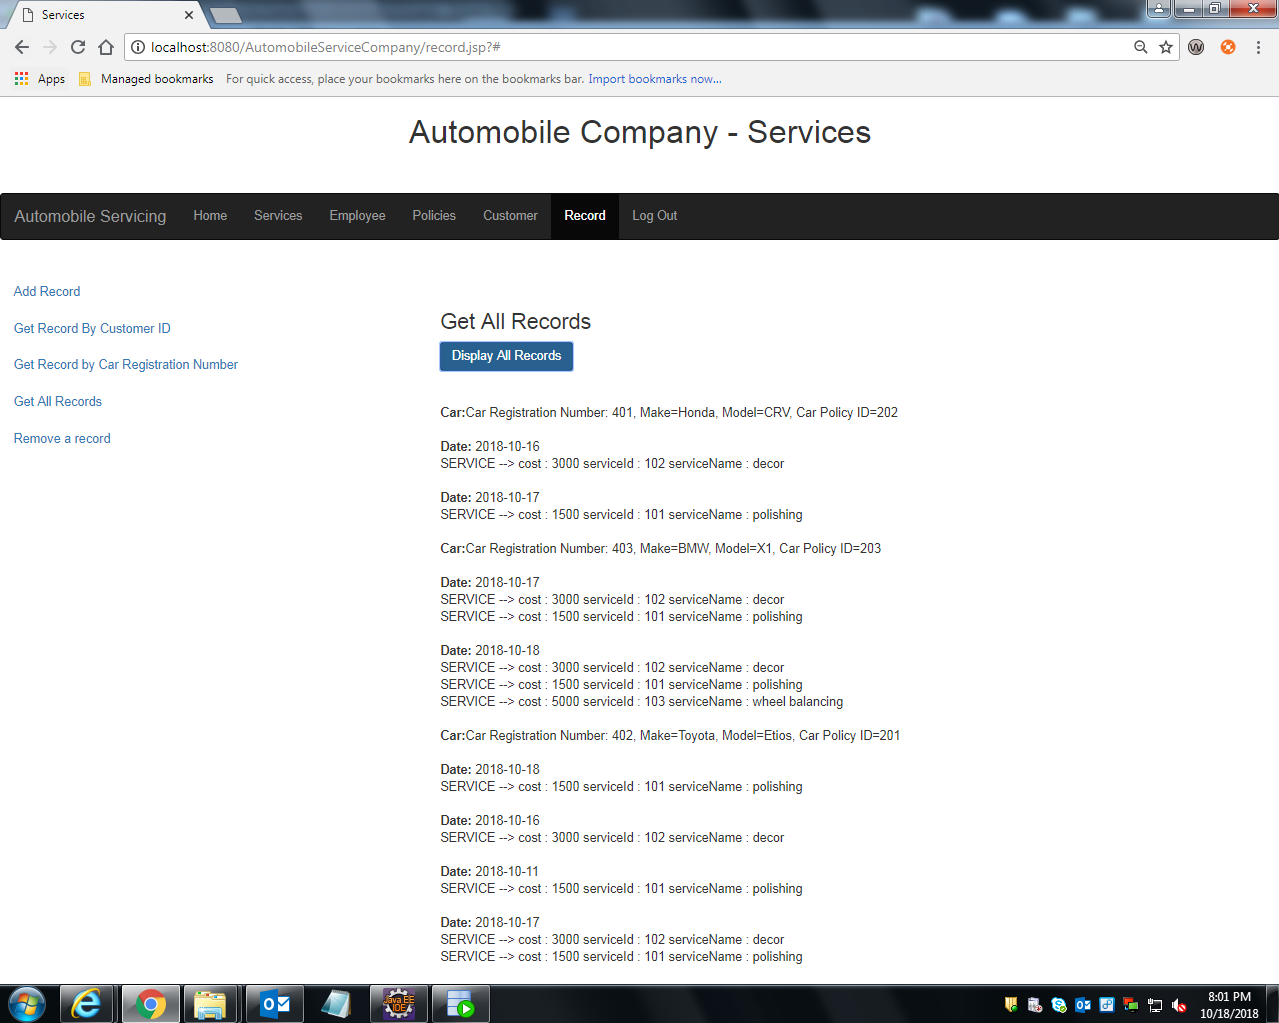 Services
localhost:8080/AutomobileServiceCompany/record.jsp?#
Apps Managed bookmarks For quick access, place your bookmarks here on the bookmarks bar. Import bookmarks now...
Automobile Company - Services
Automobile Servicing Home Services Employee Policies Customer Record Log Out
Add Record
Get Record By Customer ID
Get Record by Car Registration Number
Get All Records
Remove a record
Get All Records
Display All Records
Car:Car Registration Number: 401, Make=Honda, Model=CRV, Car Policy ID=202
Date: 2018-10-16
SERVICE --> cost : 3000 serviceId : 102 serviceName : decor
Date: 2018-10-17
SERVICE --> cost : 1500 serviceId : 101 serviceName : polishing
Car:Car Registration Number: 403, Make=BMW, Model=X1, Car Policy ID=203
Date: 2018-10-17
SERVICE --> cost : 3000 serviceId : 102 serviceName : decor
SERVICE --> cost : 1500 serviceId : 101 serviceName : polishing
Date: 2018-10-18
SERVICE --> cost : 3000 serviceId : 102 serviceName : decor
SERVICE --> cost : 1500 serviceId : 101 serviceName : polishing
SERVICE --> cost : 5000 serviceId : 103 serviceName : wheel balancing
Car:Car Registration Number: 402, Make=Toyota, Model=Etios, Car Policy ID=201
Date: 2018-10-18
SERVICE --> cost : 1500 serviceId : 101 serviceName : polishing
Date: 2018-10-16
SERVICE --> cost : 3000 serviceId : 102 serviceName : decor
Date: 2018-10-11
SERVICE --> cost : 1500 serviceId : 101 serviceName : polishing
Date: 2018-10-17
SERVICE --> cost : 3000 serviceId : 102 serviceName : decor
SERVICE --> cost : 1500 serviceId : 101 serviceName : polishing
Java EE
IDE
8:01 PM
10/18/2018